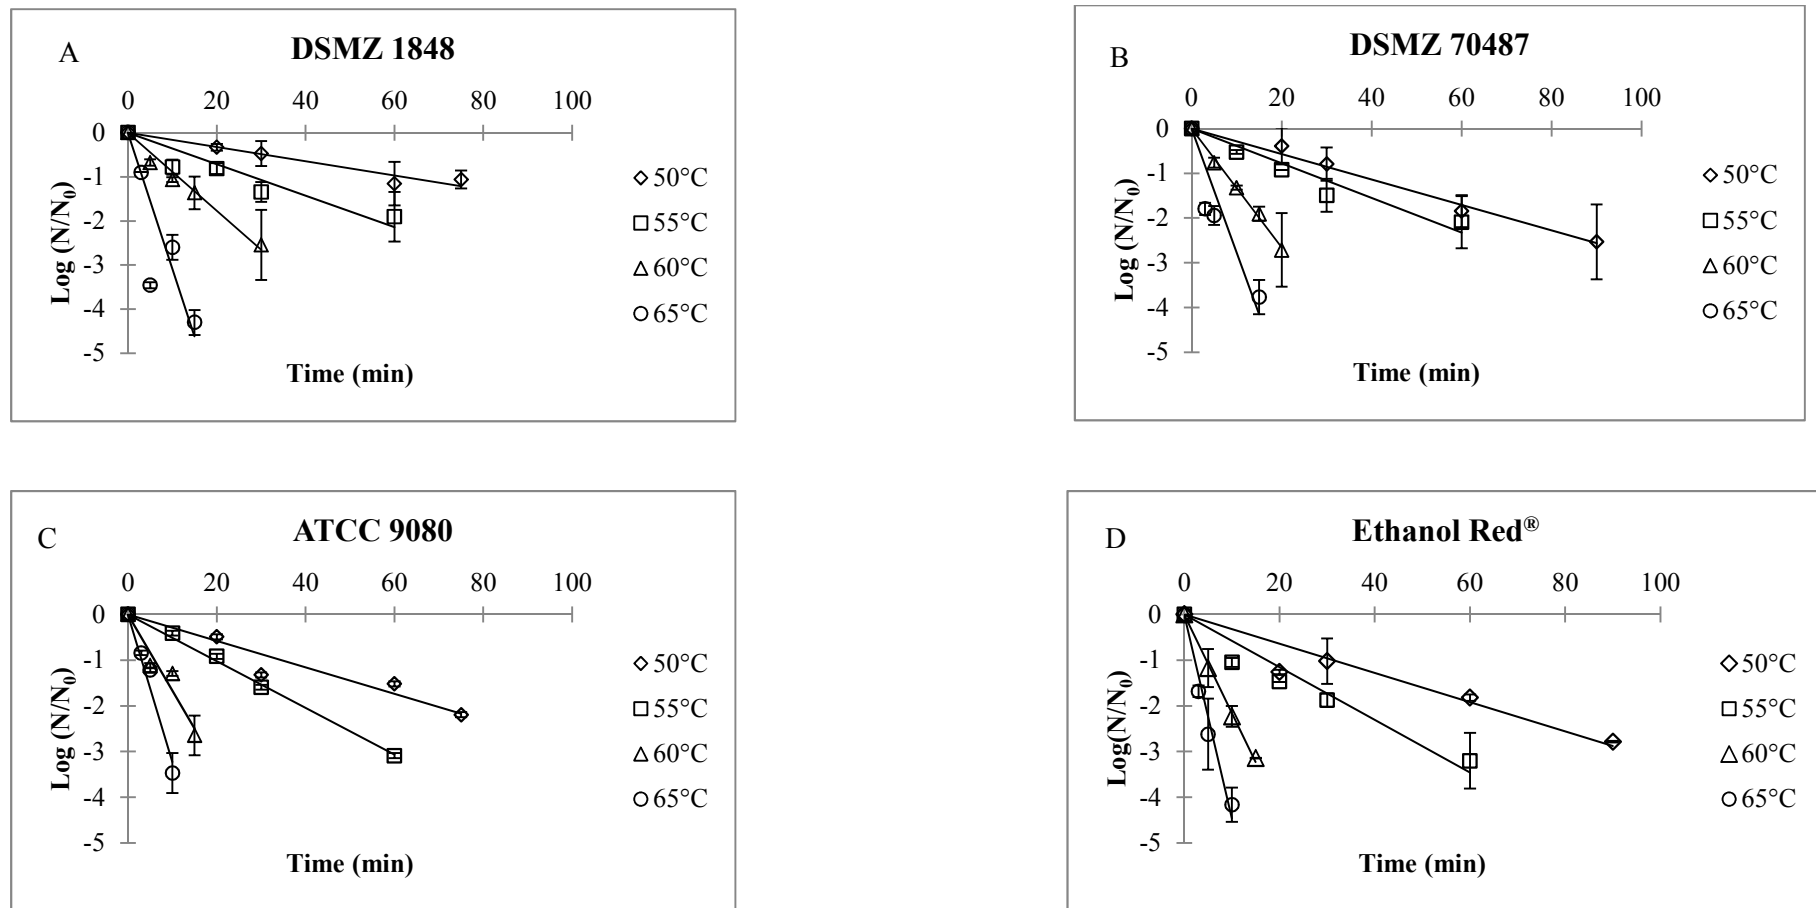 A
DSMZ 1848
0 20 40 60 80 100
0
-1
-2
-3
-4
-5
Log (N/N₀)
Time (min)
50°C
55°C
60°C
65°C
B
DSMZ 70487
0 20 40 60 80 100
0
-1
-2
-3
-4
-5
Log (N/N₀)
Time (min)
50°C
55°C
60°C
65°C
C
ATCC 9080
0 20 40 60 80 100
0
-1
-2
-3
-4
-5
Log (N/N₀)
Time (min)
50°C
55°C
60°C
65°C
D
Ethanol Red®
0 20 40 60 80 100
0
-1
-2
-3
-4
-5
Log(N/N₀)
Time (min)
50°C
55°C
60°C
65°C